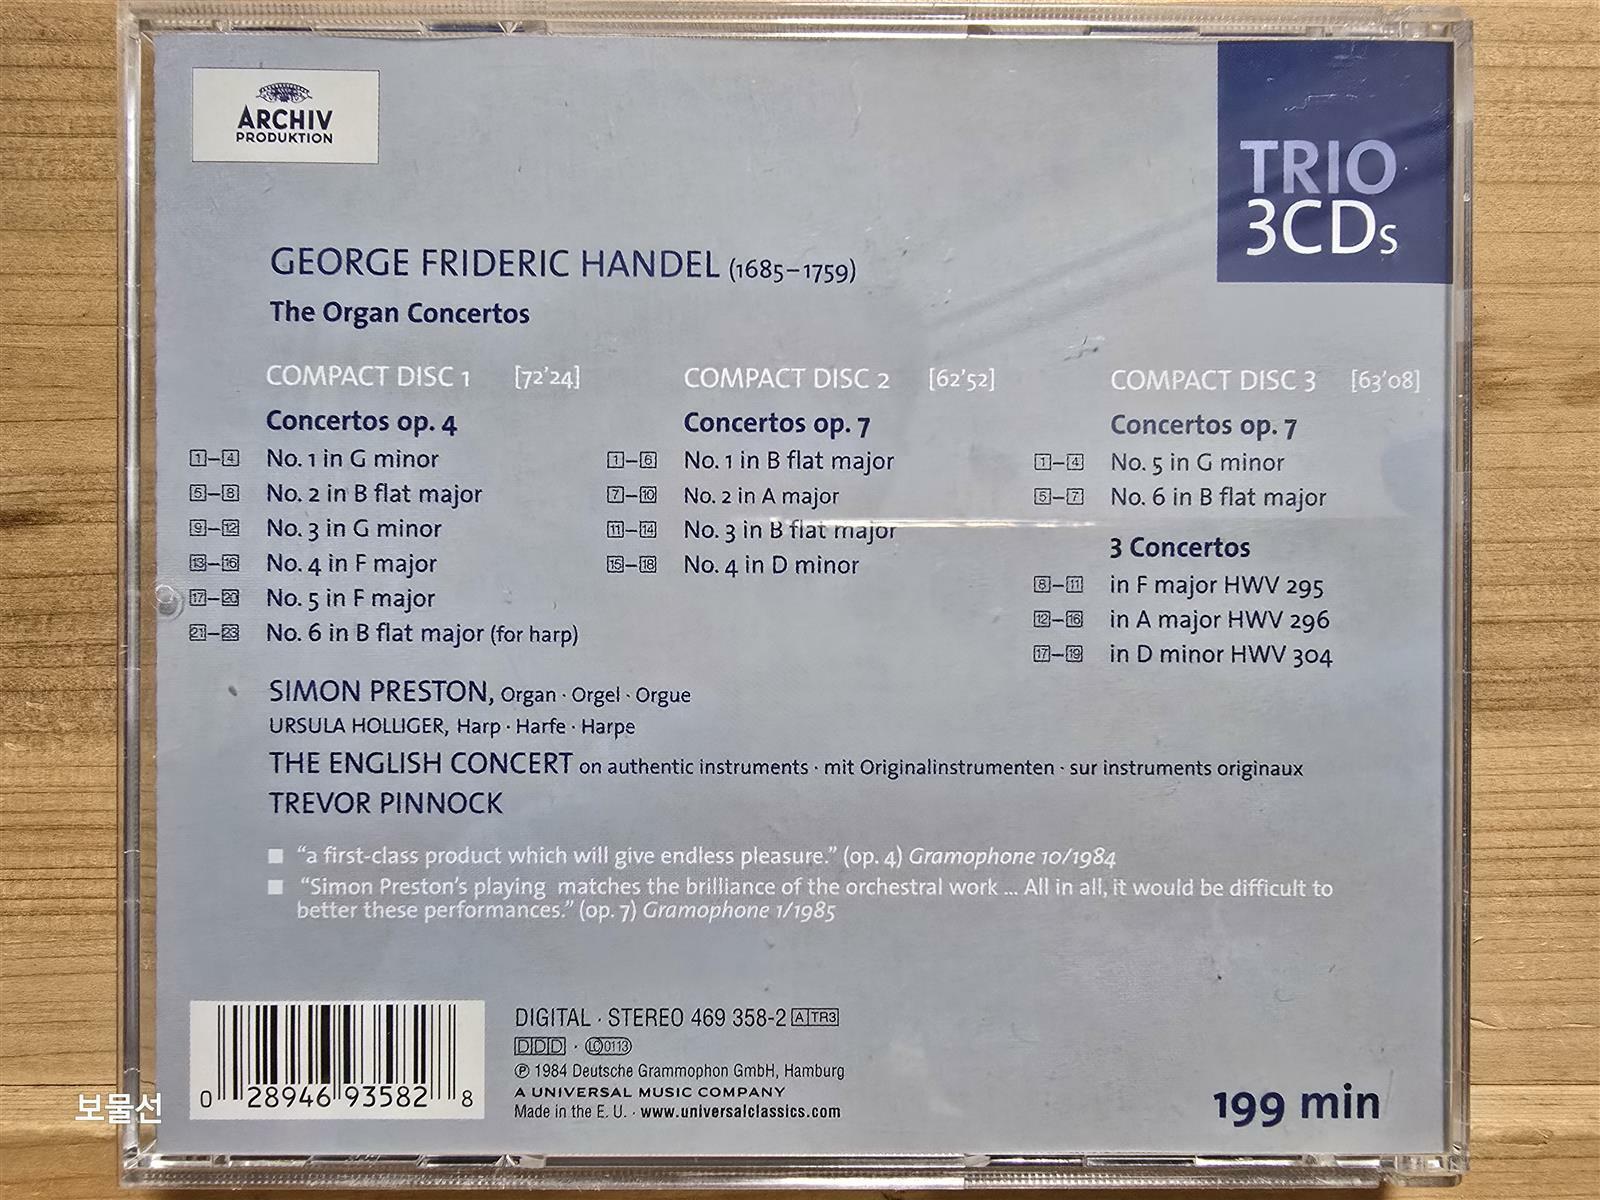 ARCHIV
PRODUKTION
TRIO
3CDs
GEORGE FRIDERIC HANDEL (1685–1759)
The Organ Concertos
COMPACT DISC 1 [72'24]
Concertos op. 4
1–4 No. 1 in G minor
5–8 No. 2 in B flat major
9–12 No. 3 in G minor
13–16 No. 4 in F major
17–20 No. 5 in F major
21–23 No. 6 in B flat major (for harp)
COMPACT DISC 2 [62'52]
Concertos op. 7
1–6 No. 1 in B flat major
7–10 No. 2 in A major
11–14 No. 3 in B flat major
15–18 No. 4 in D minor
COMPACT DISC 3 [63'08]
Concertos op. 7
1–4 No. 5 in G minor
5–7 No. 6 in B flat major
3 Concertos
8–11 in F major HWV 295
12–16 in A major HWV 296
17–19 in D minor HWV 304
SIMON PRESTON, Organ · Orgel · Orgue
URSULA HOLLIGER, Harp · Harfe · Harpe
THE ENGLISH CONCERT on authentic instruments · mit Originalinstrumenten · sur instruments originaux
TREVOR PINNOCK
"a first-class product which will give endless pleasure." (op. 4) Gramophone 10/1984
"Simon Preston's playing matches the brilliance of the orchestral work ... All in all, it would be difficult to
better these performances." (op. 7) Gramophone 1/1985
0 28946 93582 8
DIGITAL · STEREO 469 358-2 A TR3
DDD · LC 0113
℗ 1984 Deutsche Grammophon GmbH, Hamburg
A UNIVERSAL MUSIC COMPANY
Made in the E. U. · www.universalclassics.com
199 min
보물선